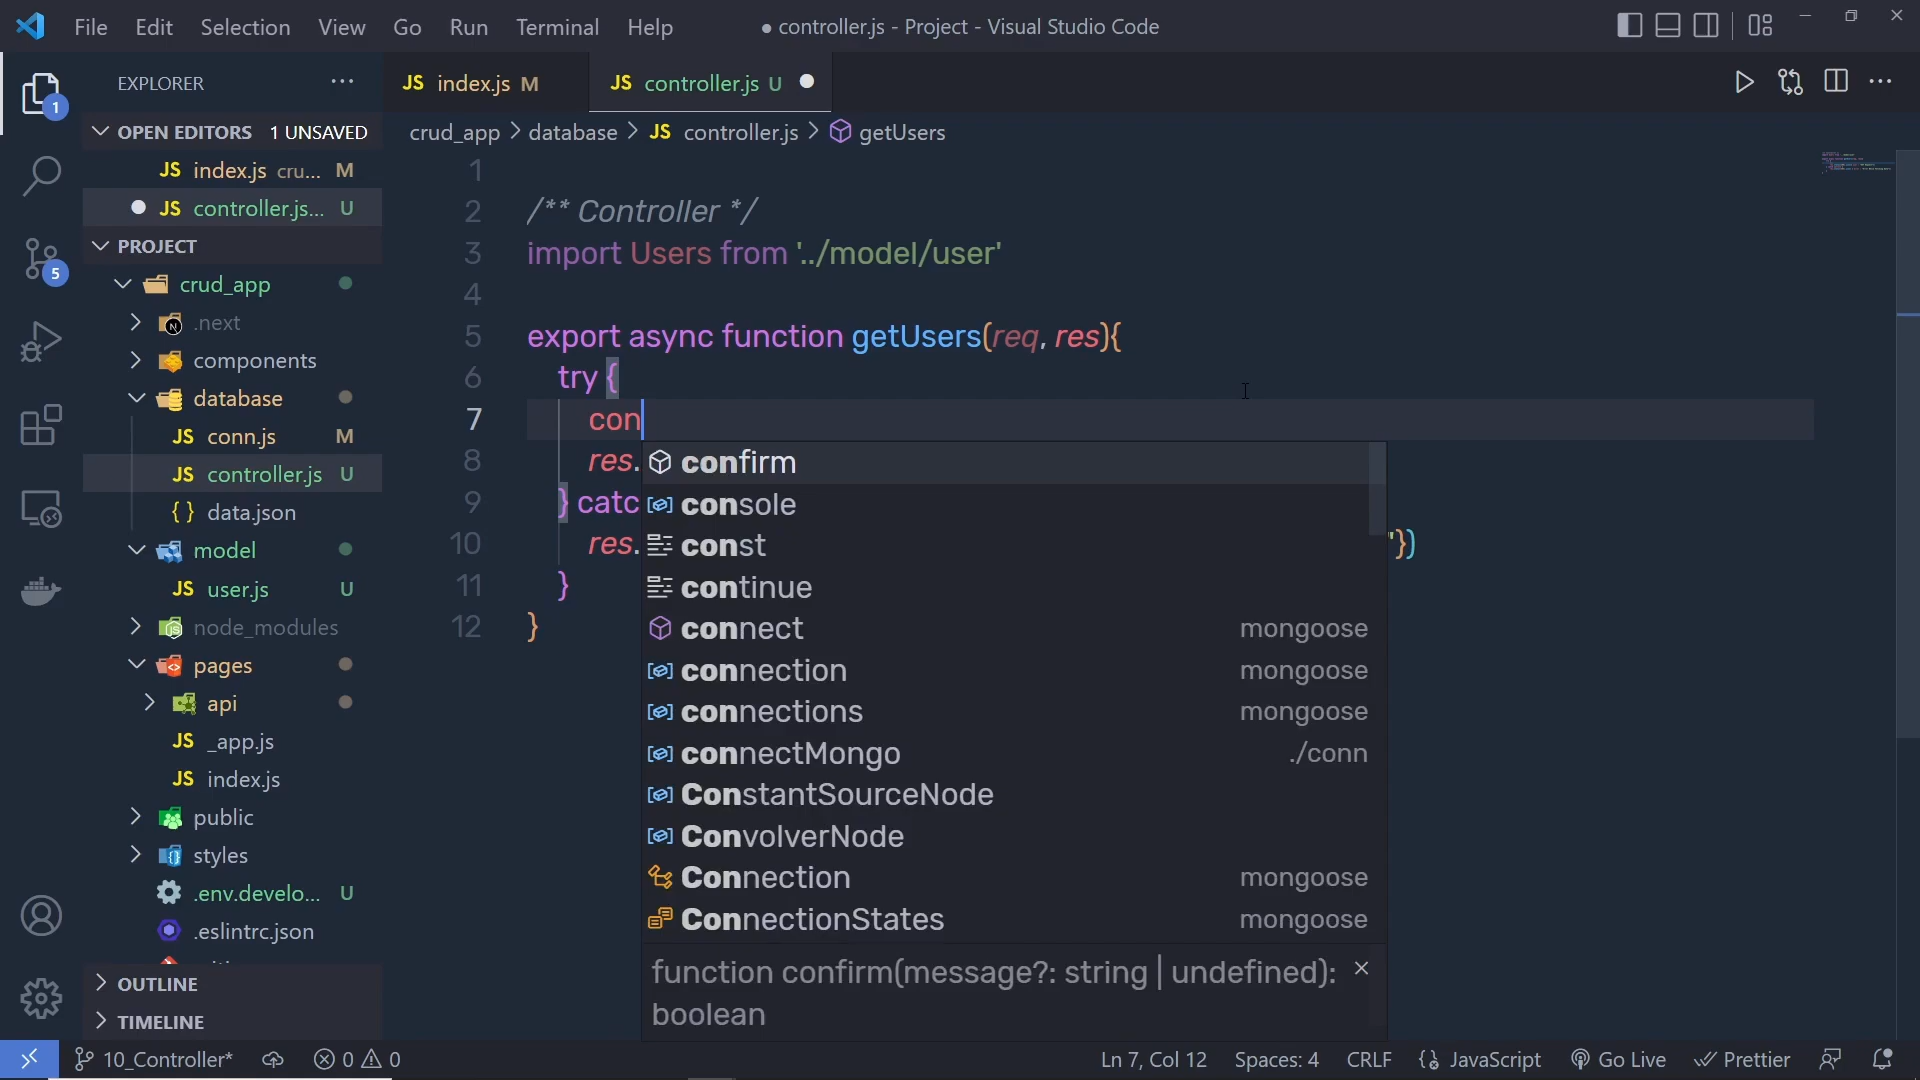 File Edit Selection View Go Run Terminal Help
● controller.js - Project - Visual Studio Code
EXPLORER ...
JS index.js M
JS controller.js U
1
OPEN EDITORS 1 UNSAVED
JS index.js cru... M
JS controller.js... U
PROJECT
crud_app
.next
components
database
JS conn.js M
JS controller.js U
{ } data.json
model
JS user.js U
node_modules
pages
api
JS _app.js
JS index.js
public
styles
.env.develo... U
.eslintrc.json
OUTLINE
TIMELINE
5
crud_app > database > JS controller.js > getUsers
1
2 /** Controller */
3 import Users from '../model/user'
4
5 export async function getUsers(req, res){
6 try {
7 con
8 res.
9 } catc
10 res. "})
11 }
12 }
confirm
console
const
continue
connect mongoose
connection mongoose
connections mongoose
connectMongo ./conn
ConstantSourceNode
ConvolverNode
Connection mongoose
ConnectionStates mongoose
function confirm(message?: string | undefined):
boolean
10_Controller* 0 0 Ln 7, Col 12 Spaces: 4 CRLF { } JavaScript Go Live Prettier